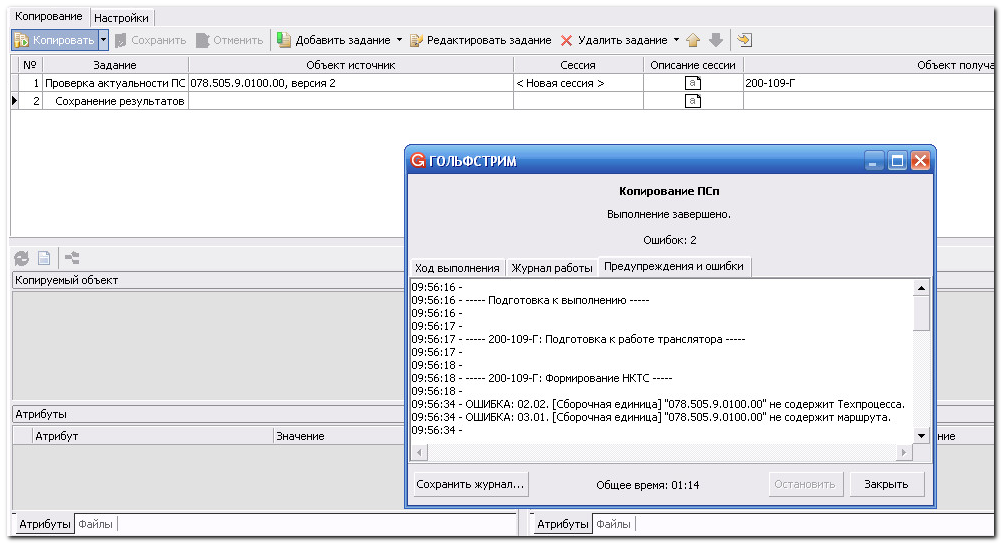 Копирование Настройки
Копировать Сохранить Отменить Добавить задание Редактировать задание Удалить задание
№ Задание Объект источник Сессия Описание сессии Объект получа
1 Проверка актуальности ПС 078.505.9.0100.00, версия 2 < Новая сессия > a 200-109-Г
2 Сохранение результатов a
G ГОЛЬФСТРИМ
Копирование ПСп
Выполнение завершено.
Ошибок: 2
Ход выполнения Журнал работы Предупреждения и ошибки
09:56:16 -
09:56:16 - ----- Подготовка к выполнению -----
09:56:16 -
09:56:17 -
09:56:17 - ----- 200-109-Г: Подготовка к работе транслятора -----
09:56:17 -
09:56:18 -
09:56:18 - ----- 200-109-Г: Формирование НКТС -----
09:56:18 -
09:56:34 - ОШИБКА: 02.02. [Сборочная единица] "078.505.9.0100.00" не содержит Техпроцесса.
09:56:34 - ОШИБКА: 03.01. [Сборочная единица] "078.505.9.0100.00" не содержит маршрута.
09:56:34 -
Сохранить журнал... Общее время: 01:14 Остановить Закрыть
Копируемый объект
Атрибуты
Атрибут Значение ние
Атрибуты Файлы Атрибуты Файлы